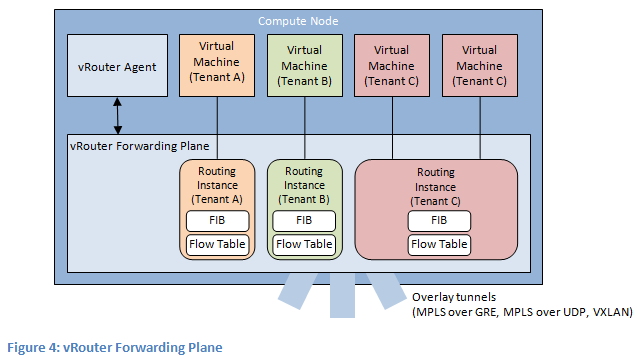 Compute Node
vRouter Agent
Virtual
Machine
(Tenant A)
Virtual
Machine
(Tenant B)
Virtual
Machine
(Tenant C)
Virtual
Machine
(Tenant C)
vRouter Forwarding Plane
Routing
Instance
(Tenant A)
FIB
Flow Table
Routing
Instance
(Tenant B)
FIB
Flow Table
Routing
Instance
(Tenant C)
FIB
Flow Table
Overlay tunnels
(MPLS over GRE, MPLS over UDP, VXLAN)
Figure 4: vRouter Forwarding Plane